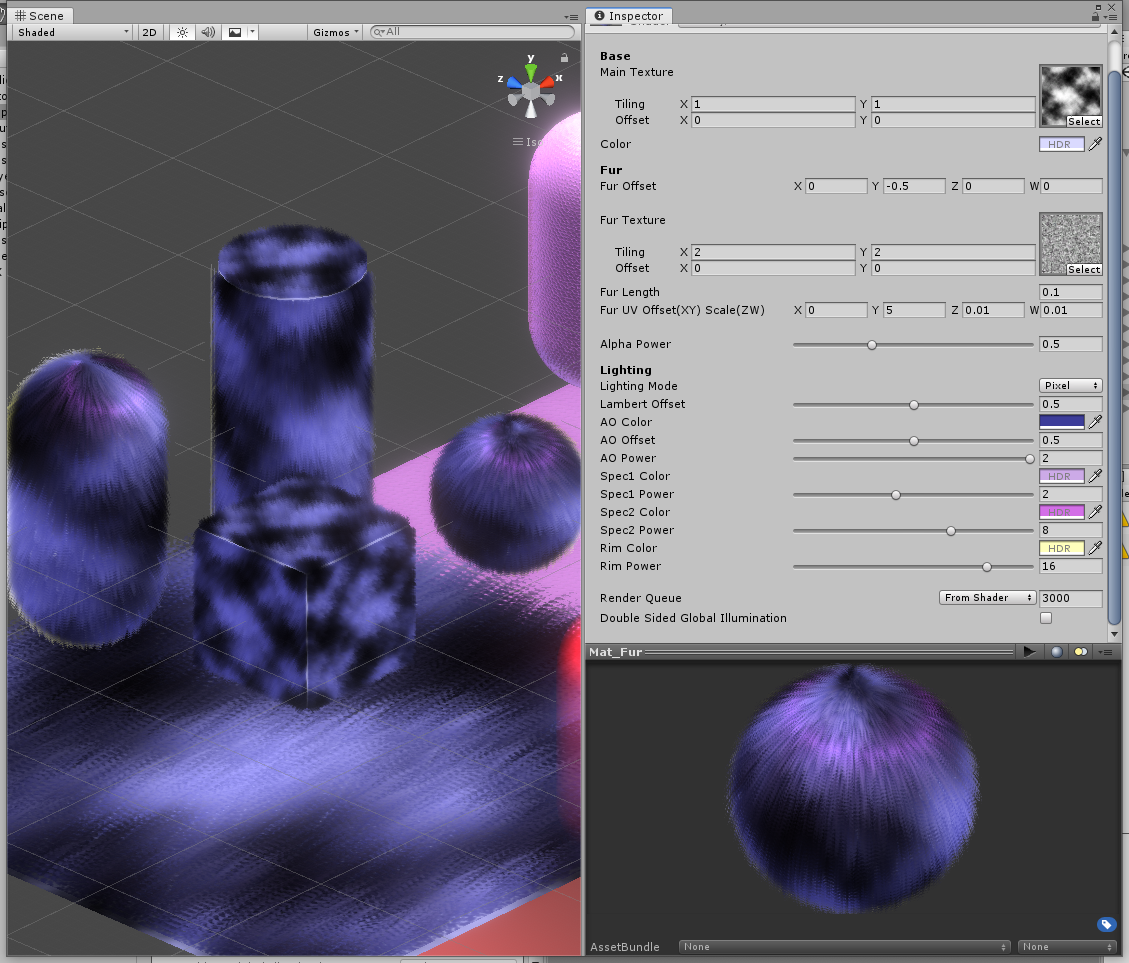 Scene
Shaded 2D Gizmos All
y
z x
Iso
Inspector
Base
Main Texture
Tiling X 1 Y 1
Offset X 0 Y 0
Select
Color HDR
Fur
Fur Offset X 0 Y -0.5 Z 0 W 0
Fur Texture
Tiling X 2 Y 2
Offset X 0 Y 0
Select
Fur Length 0.1
Fur UV Offset(XY) Scale(ZW) X 0 Y 5 Z 0.01 W 0.01
Alpha Power 0.5
Lighting
Lighting Mode Pixel
Lambert Offset 0.5
AO Color
AO Offset 0.5
AO Power 2
Spec1 Color HDR
Spec1 Power 2
Spec2 Color HDR
Spec2 Power 8
Rim Color HDR
Rim Power 16
Render Queue From Shader 3000
Double Sided Global Illumination
Mat_Fur
AssetBundle None None